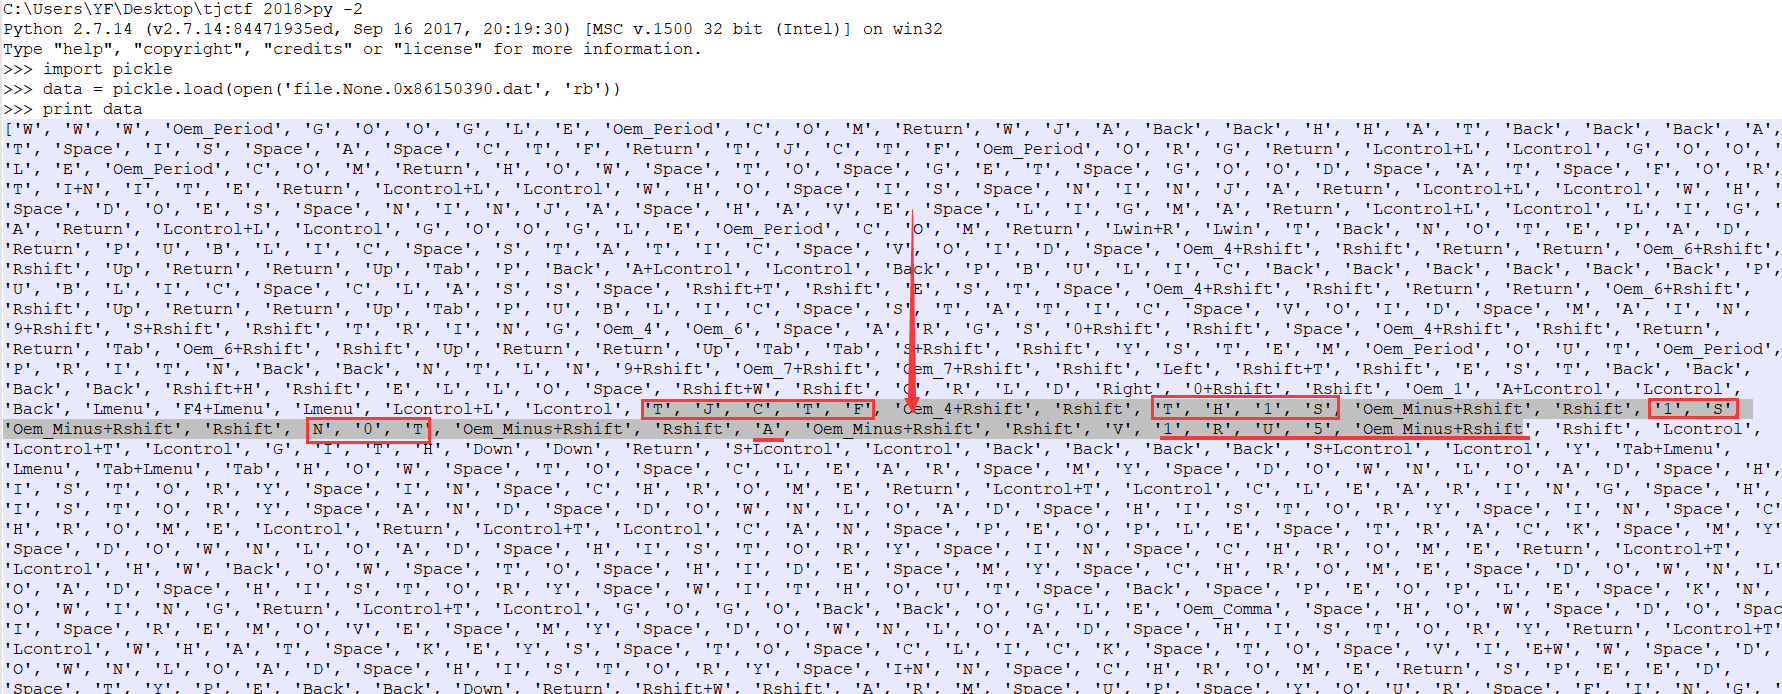 C:\Users\YF\Desktop\tjctf 2018>py -2
Python 2.7.14 (v2.7.14:84471935ed, Sep 16 2017, 20:19:30) [MSC v.1500 32 bit (Intel)] on win32
Type "help", "copyright", "credits" or "license" for more information.
>>> import pickle
>>> data = pickle.load(open('file.None.0x86150390.dat', 'rb'))
>>> print data
['W', 'W', 'W', 'Oem_Period', 'G', 'O', 'O', 'G', 'L', 'E', 'Oem_Period', 'C', 'O', 'M', 'Return', 'W', 'J', 'A', 'Back', 'Back', 'H', 'H', 'A', 'T', 'Back', 'Back', 'Back', 'A',
'T', 'Space', 'I', 'S', 'Space', 'A', 'Space', 'C', 'T', 'F', 'Return', 'T', 'J', 'C', 'T', 'F', 'Oem_Period', 'O', 'R', 'G', 'Return', 'Lcontrol+L', 'Lcontrol', 'G', 'O', 'O', '
'L', 'E', 'Oem_Period', 'C', 'O', 'M', 'Return', 'H', 'O', 'W', 'Space', 'T', 'O', 'Space', 'G', 'E', 'T', 'Space', 'G', 'O', 'O', 'D', 'Space', 'A', 'T', 'Space', 'F', 'O', 'R',
'T', 'I+N', 'I', 'T', 'E', 'Return', 'Lcontrol+L', 'Lcontrol', 'W', 'H', 'O', 'Space', 'I', 'S', 'Space', 'N', 'I', 'N', 'J', 'A', 'Return', 'Lcontrol+L', 'Lcontrol', 'W', 'H', '
'Space', 'D', 'O', 'E', 'S', 'Space', 'N', 'I', 'N', 'J', 'A', 'Space', 'H', 'A', 'V', 'E', 'Space', 'L', 'I', 'G', 'M', 'A', 'Return', 'Lcontrol+L', 'Lcontrol', 'L', 'I', 'G', '
'A', 'Return', 'Lcontrol+L', 'Lcontrol', 'G', 'O', 'O', 'G', 'L', 'E', 'Oem_Period', 'C', 'O', 'M', 'Return', 'Lwin+R', 'Lwin', 'T', 'Back', 'N', 'O', 'T', 'E', 'P', 'A', 'D',
'Return', 'P', 'U', 'B', 'L', 'I', 'C', 'Space', 'S', 'T', 'A', 'T', 'I', 'C', 'Space', 'V', 'O', 'I', 'D', 'Space', 'Oem_4+Rshift', 'Rshift', 'Return', 'Return', 'Oem_6+Rshift',
'Rshift', 'Up', 'Return', 'Return', 'Up', 'Tab', 'P', 'Back', 'A+Lcontrol', 'Lcontrol', 'Back', 'P', 'B', 'U', 'L', 'I', 'C', 'Back', 'Back', 'Back', 'Back', 'Back', 'P',
'U', 'B', 'L', 'I', 'C', 'Space', 'C', 'L', 'A', 'S', 'S', 'Space', 'Rshift+T', 'Rshift', 'E', 'S', 'T', 'Space', 'Oem_4+Rshift', 'Rshift', 'Return', 'Return', 'Oem_6+Rshift',
'Rshift', 'Up', 'Return', 'Return', 'Up', 'Tab', 'P', 'U', 'B', 'L', 'I', 'C', 'Space', 'S', 'T', 'A', 'T', 'I', 'C', 'Space', 'V', 'O', 'I', 'D', 'Space', 'M', 'A', 'I', 'N',
'9+Rshift', 'S+Rshift', 'Rshift', 'T', 'R', 'I', 'N', 'G', 'Oem_4', 'Oem_6', 'Space', 'A', 'R', 'G', 'S', '0+Rshift', 'Rshift', 'Space', 'Oem_4+Rshift', 'Rshift', 'Return',
'Return', 'Tab', 'Oem_6+Rshift', 'Rshift', 'Up', 'Return', 'Return', 'Up', 'Tab', 'Tab', 'S+Rshift', 'Rshift', 'Y', 'S', 'T', 'E', 'M', 'Oem_Period', 'O', 'U', 'T', 'Oem_Period',
'P', 'R', 'I', 'T', 'N', 'Back', 'Back', 'N', 'T', 'L', 'N', '9+Rshift', 'Oem_7+Rshift', 'Oem_7+Rshift', 'Rshift', 'Left', 'Rshift+T', 'Rshift', 'E', 'S', 'T', 'Back', 'Back',
'Back', 'Back', 'Rshift+H', 'Rshift', 'E', 'L', 'L', 'O', 'Space', 'Rshift+W', 'Rshift', 'O', 'R', 'L', 'D', 'Right', '0+Rshift', 'Rshift', 'Oem_1', 'A+Lcontrol', 'Lcontrol',
'Back', 'Lmenu', 'F4+Lmenu', 'Lmenu', 'Lcontrol+L', 'Lcontrol', 'T', 'J', 'C', 'T', 'F', 'Oem_4+Rshift', 'Rshift', 'T', 'H', '1', 'S', 'Oem_Minus+Rshift', 'Rshift', '1', 'S',
'Oem_Minus+Rshift', 'Rshift', 'N', '0', 'T', 'Oem_Minus+Rshift', 'Rshift', 'A', 'Oem_Minus+Rshift', 'Rshift', 'V', '1', 'R', 'U', '5', 'Oem_Minus+Rshift', 'Rshift', 'Lcontrol',
'Lcontrol+T', 'Lcontrol', 'G', 'I', 'T', 'H', 'Down', 'Down', 'Return', 'S+Lcontrol', 'Lcontrol', 'Back', 'Back', 'Back', 'Back', 'S+Lcontrol', 'Lcontrol', 'Y', 'Tab+Lmenu',
'Lmenu', 'Tab+Lmenu', 'Tab', 'H', 'O', 'W', 'Space', 'T', 'O', 'Space', 'C', 'L', 'E', 'A', 'R', 'Space', 'M', 'Y', 'Space', 'D', 'O', 'W', 'N', 'L', 'O', 'A', 'D', 'Space', 'H',
'I', 'S', 'T', 'O', 'R', 'Y', 'Space', 'I', 'N', 'Space', 'C', 'H', 'R', 'O', 'M', 'E', 'Return', 'Lcontrol+T', 'Lcontrol', 'C', 'L', 'E', 'A', 'R', 'I', 'N', 'G', 'Space', 'H',
'I', 'S', 'T', 'O', 'R', 'Y', 'Space', 'A', 'N', 'D', 'Space', 'D', 'O', 'W', 'N', 'L', 'O', 'A', 'D', 'Space', 'H', 'I', 'S', 'T', 'O', 'R', 'Y', 'Space', 'I', 'N', 'Space', 'C'
'H', 'R', 'O', 'M', 'E', 'Lcontrol', 'Return', 'Lcontrol+T', 'Lcontrol', 'C', 'A', 'N', 'Space', 'P', 'E', 'O', 'P', 'L', 'E', 'Space', 'T', 'R', 'A', 'C', 'K', 'Space', 'M', 'Y'
'Space', 'D', 'O', 'W', 'N', 'L', 'O', 'A', 'D', 'Space', 'H', 'I', 'S', 'T', 'O', 'R', 'Y', 'Space', 'I', 'N', 'Space', 'C', 'H', 'R', 'O', 'M', 'E', 'Return', 'Lcontrol+T',
'Lcontrol', 'H', 'W', 'Back', 'O', 'W', 'Space', 'T', 'O', 'Space', 'H', 'I', 'D', 'E', 'Space', 'M', 'Y', 'Space', 'C', 'H', 'R', 'O', 'M', 'E', 'Space', 'D', 'O', 'W', 'N', 'L'
'O', 'A', 'D', 'Space', 'H', 'I', 'S', 'T', 'O', 'R', 'Y', 'Space', 'W', 'I', 'T', 'H', 'O', 'U', 'T', 'Space', 'Back', 'Space', 'P', 'E', 'O', 'P', 'L', 'E', 'Space', 'K', 'N',
'O', 'W', 'I', 'N', 'G', 'Return', 'Lcontrol+T', 'Lcontrol', 'G', 'O', 'G', 'O', 'Back', 'Back', 'O', 'G', 'L', 'E', 'Oem_Comma', 'Space', 'H', 'O', 'W', 'Space', 'D', 'O', 'Spac
'I', 'Space', 'R', 'E', 'M', 'O', 'V', 'E', 'Space', 'M', 'Y', 'Space', 'D', 'O', 'W', 'N', 'L', 'O', 'A', 'D', 'Space', 'H', 'I', 'S', 'T', 'O', 'R', 'Y', 'Return', 'Lcontrol+T'
'Lcontrol', 'W', 'H', 'A', 'T', 'Space', 'K', 'E', 'Y', 'S', 'Space', 'T', 'O', 'Space', 'C', 'L', 'I', 'C', 'K', 'Space', 'T', 'O', 'Space', 'V', 'I', 'E+W', 'W', 'Space', 'D',
'O', 'W', 'N', 'L', 'O', 'A', 'D', 'Space', 'H', 'I', 'S', 'T', 'O', 'R', 'Y', 'Space', 'I+N', 'N', 'Space', 'C', 'H', 'R', 'O', 'M', 'E', 'Return', 'S', 'P', 'E', 'E', 'D',
'Space', 'T', 'Y', 'P', 'E', 'Back', 'Back', 'Down', 'Return', 'Rshift+W', 'Rshift', 'A', 'R', 'M', 'Space', 'U', 'P', 'Space', 'Y', 'O', 'U', 'R', 'Space', 'F', 'I', 'N', 'G', '